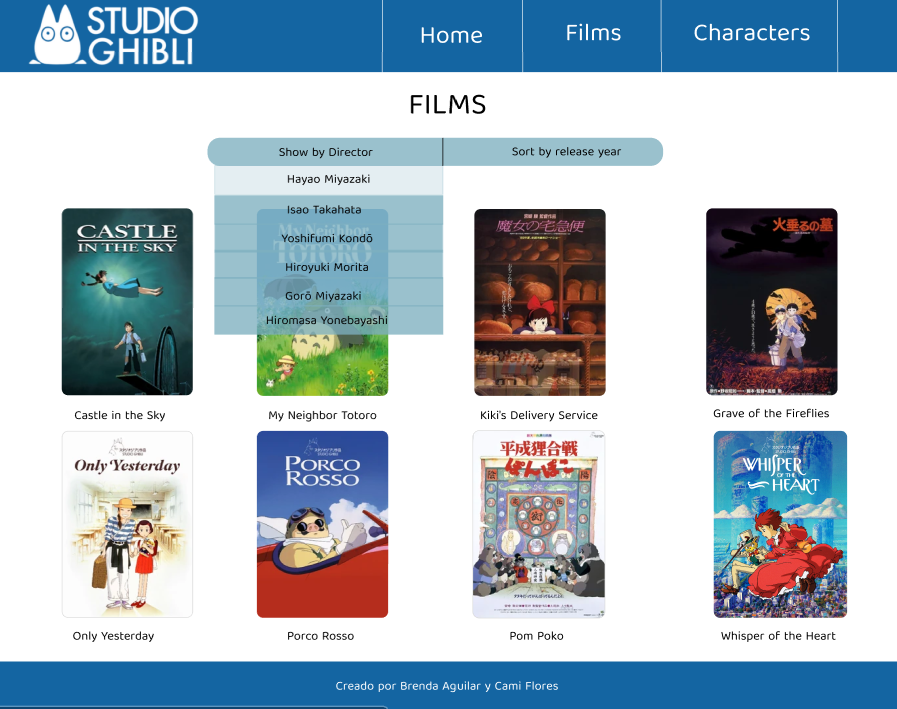 STUDIO
GHIBLI
Home
Films
Characters
FILMS
Show by Director
Sort by release year
Hayao Miyazaki
Isao Takahata
Yoshifumi Kondō
Hiroyuki Morita
Gorō Miyazaki
Hiromasa Yonebayashi
CASTLE
IN THE SKY
My Neighbor
TOTORO
魔女の宅急便
火垂るの墓
Castle in the Sky
My Neighbor Totoro
Kiki's Delivery Service
Grave of the Fireflies
Only Yesterday
PORCO
ROSSO
平成狸合戦
ぽんぽこ
WHISPER
OF THE
HEART
Only Yesterday
Porco Rosso
Pom Poko
Whisper of the Heart
Creado por Brenda Aguilar y Cami Flores